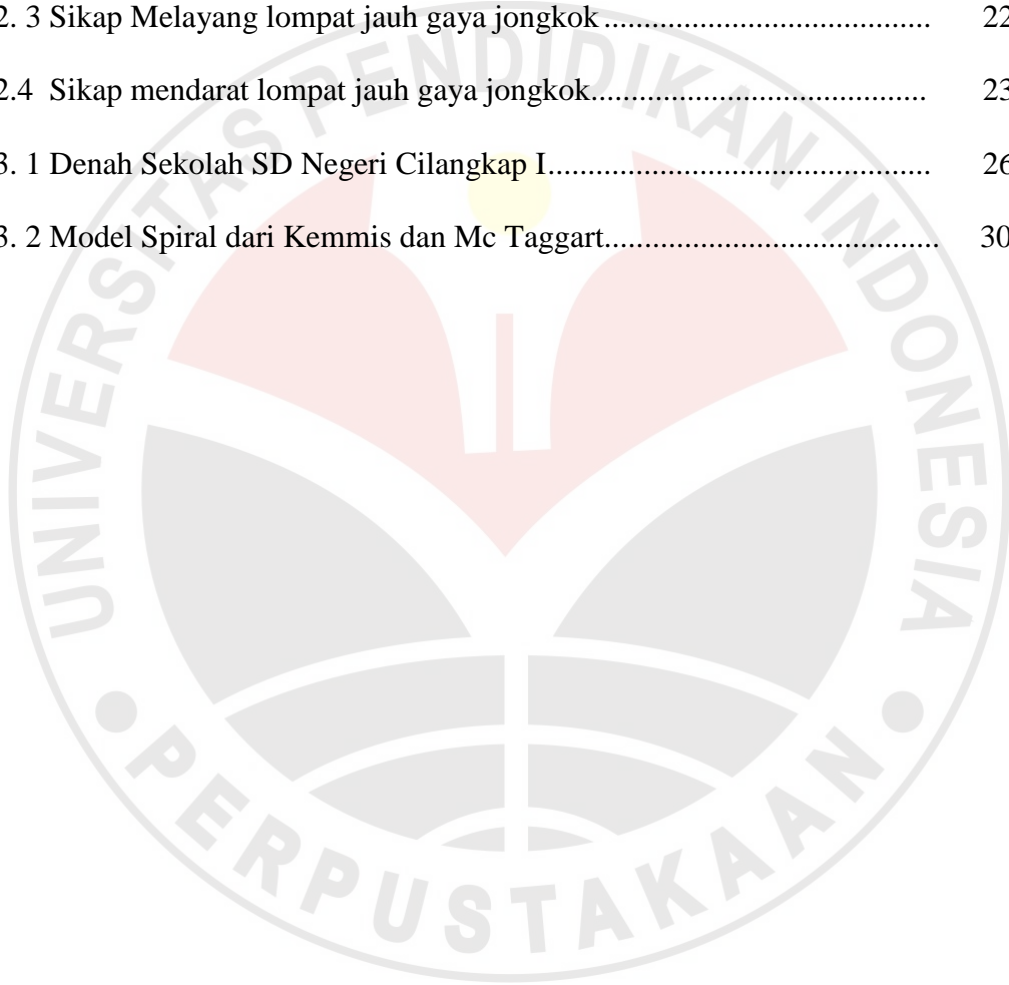 2. 3 Sikap Melayang lompat jauh gaya jongkok ........................................ 22
2.4 Sikap mendarat lompat jauh gaya jongkok........................................ 23
3. 1 Denah Sekolah SD Negeri Cilangkap I............................................... 26
3. 2 Model Spiral dari Kemmis dan Mc Taggart......................................... 30
UNIVERSITAS PENDIDIKAN INDONESIA
PERPUSTAKAAN